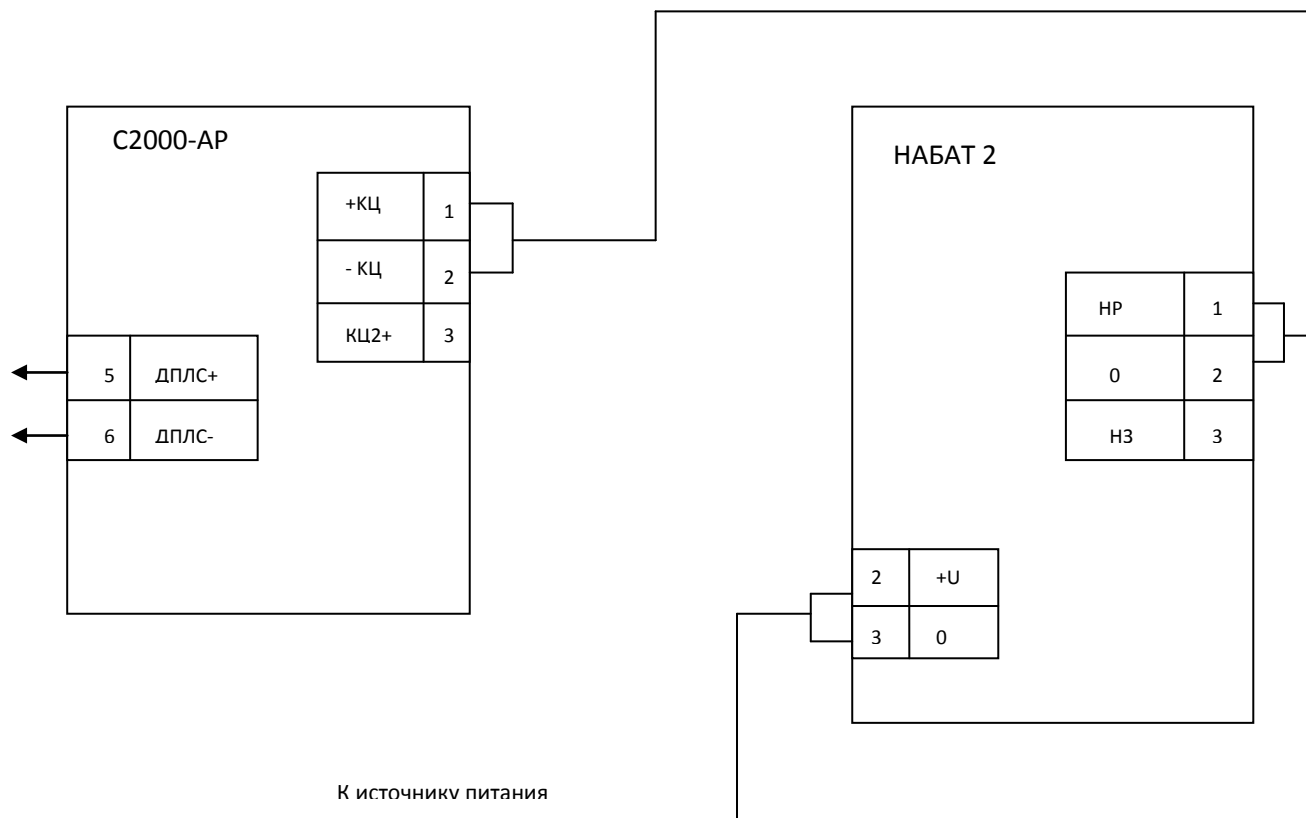 С2000-АР
+КЦ 1
- КЦ 2
КЦ2+ 3
5 ДПЛС+
6 ДПЛС-
НАБАТ 2
НР 1
0 2
НЗ 3
2 +U
3 0
К источнику питания